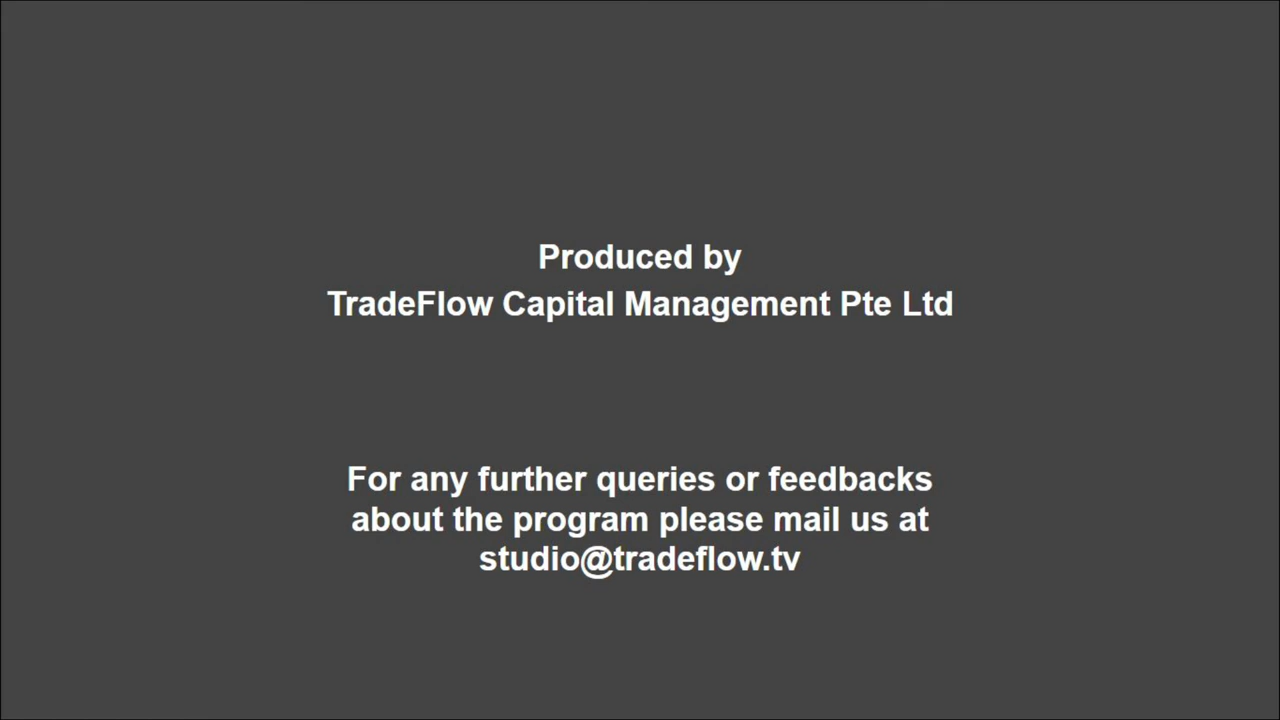 Produced by
TradeFlow Capital Management Pte Ltd
For any further queries or feedbacks
about the program please mail us at
studio@tradeflow.tv